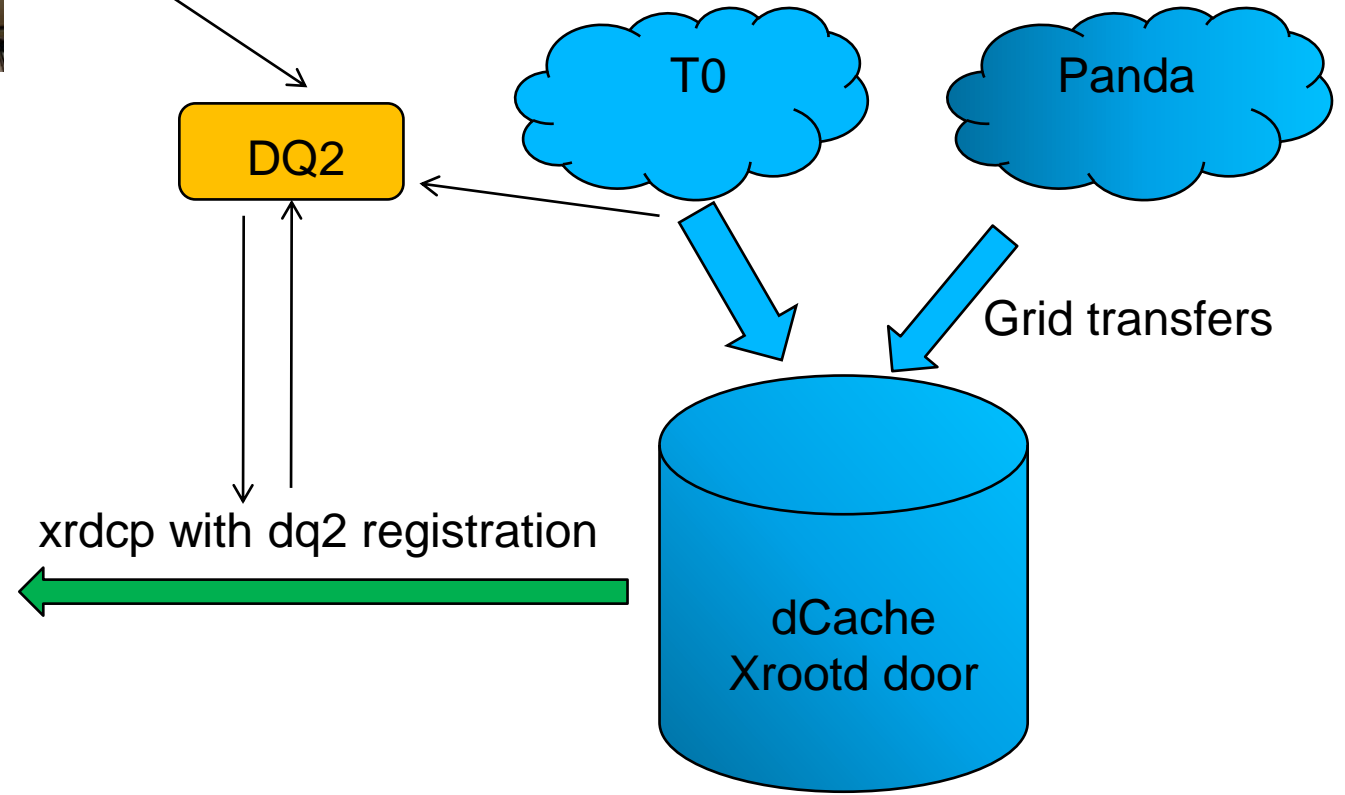 T0
Panda
DQ2
Grid transfers
xrdcp with dq2 registration
dCache
Xrootd door